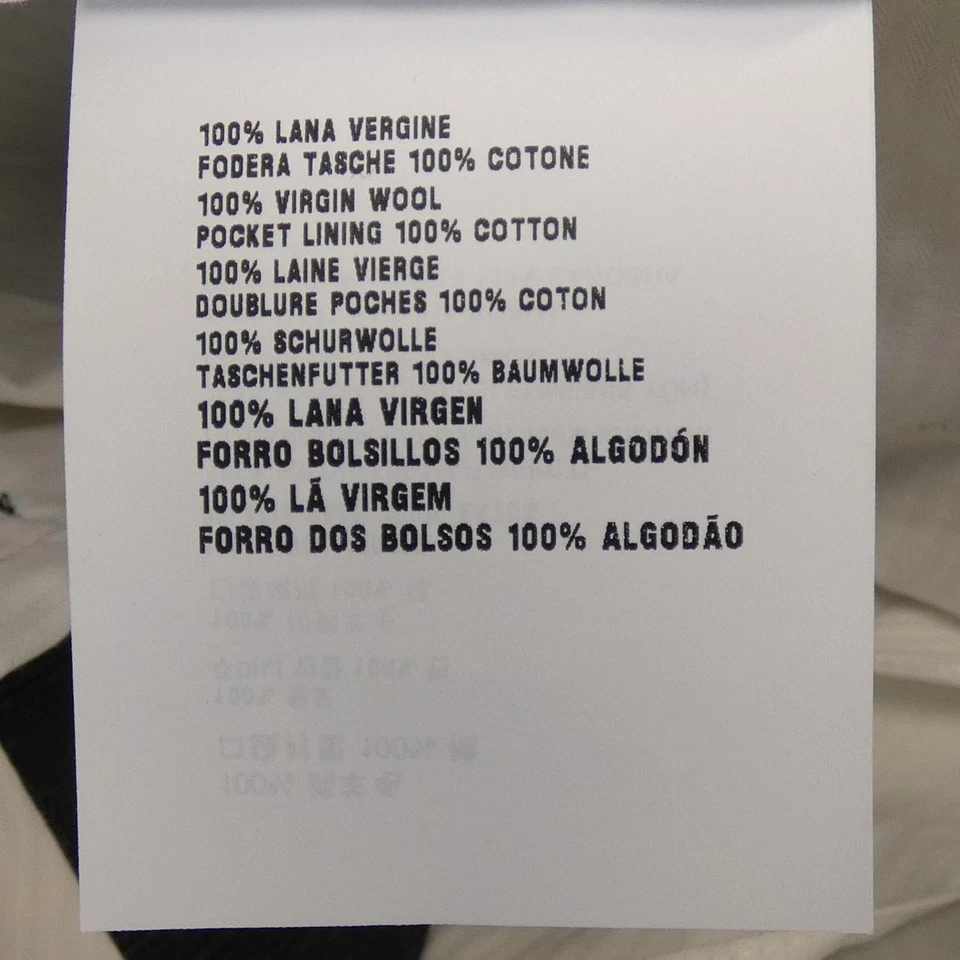 100% LANA VERGINE
FODERA TASCHE 100% COTONE
100% VIRGIN WOOL
POCKET LINING 100% COTTON
100% LAINE VIERGE
DOUBLURE POCHES 100% COTON
100% SCHURWOLLE
TASCHENFUTTER 100% BAUMWOLLE
100% LANA VIRGEN
FORRO BOLSILLOS 100% ALGODÓN
100% LÃ VIRGEM
FORRO DOS BOLSOS 100% ALGODÃO